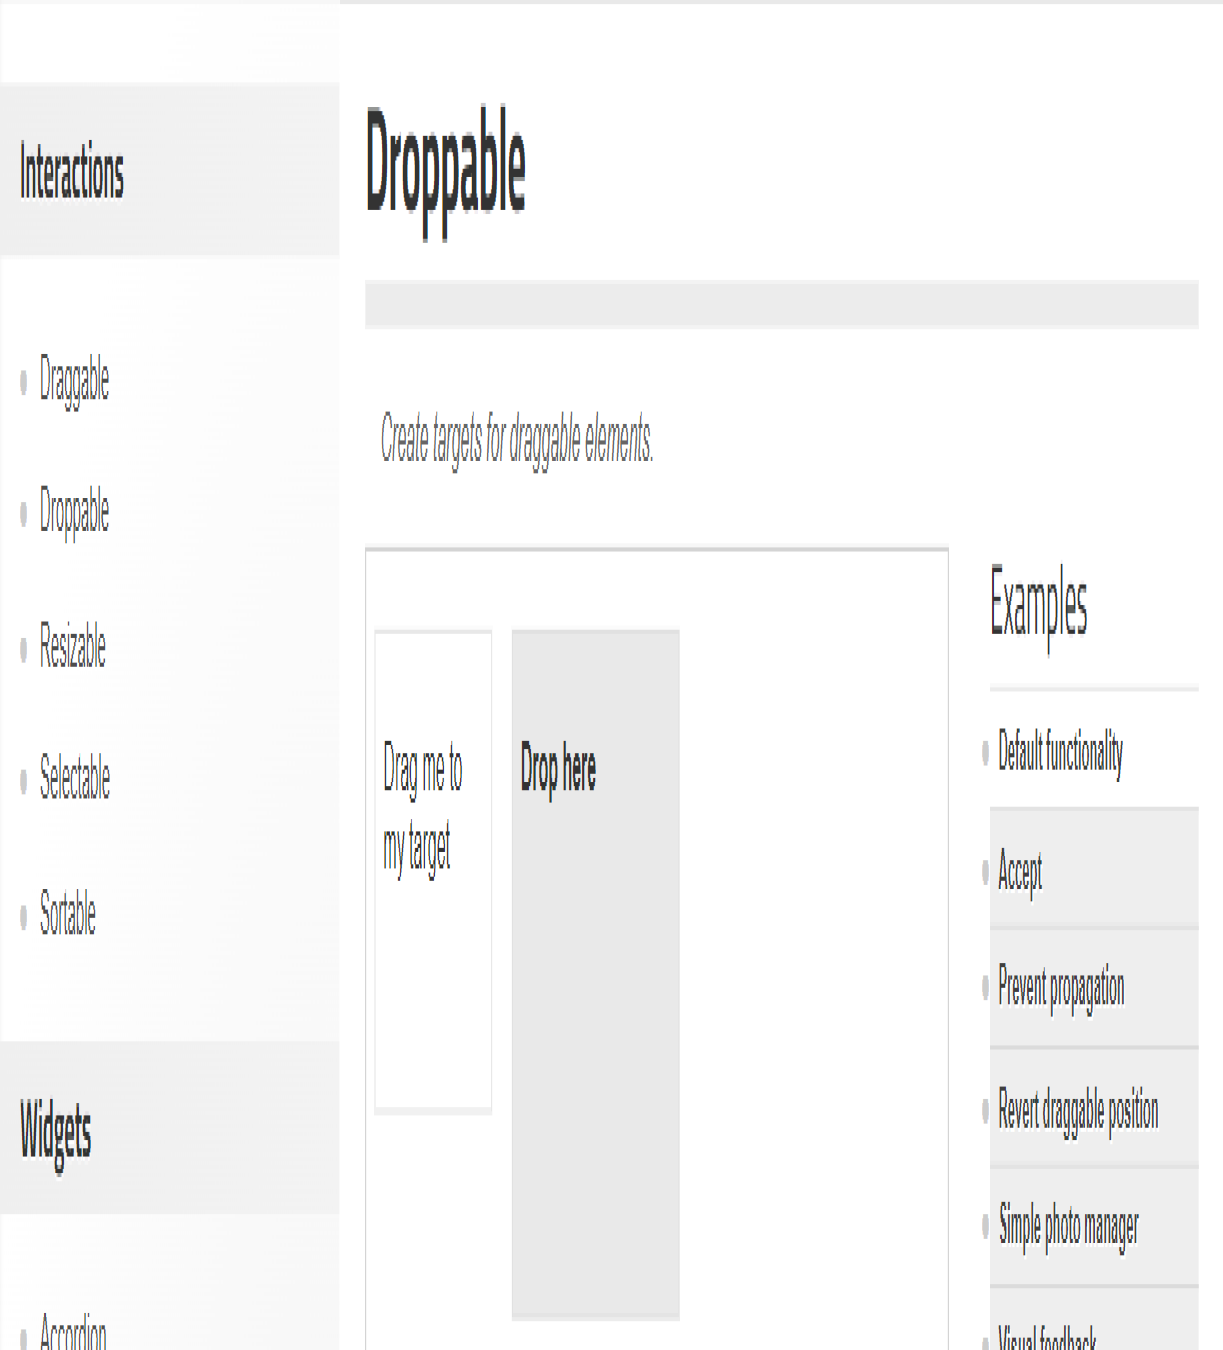 Interactions
Draggable
Droppable
Resizable
Selectable
Sortable
Widgets
Accordion
Droppable
Create targets for draggable elements.
Drag me to
my target
Drop here
Examples
Default functionality
Accept
Prevent propagation
Revert draggable position
Simple photo manager
Visual feedback